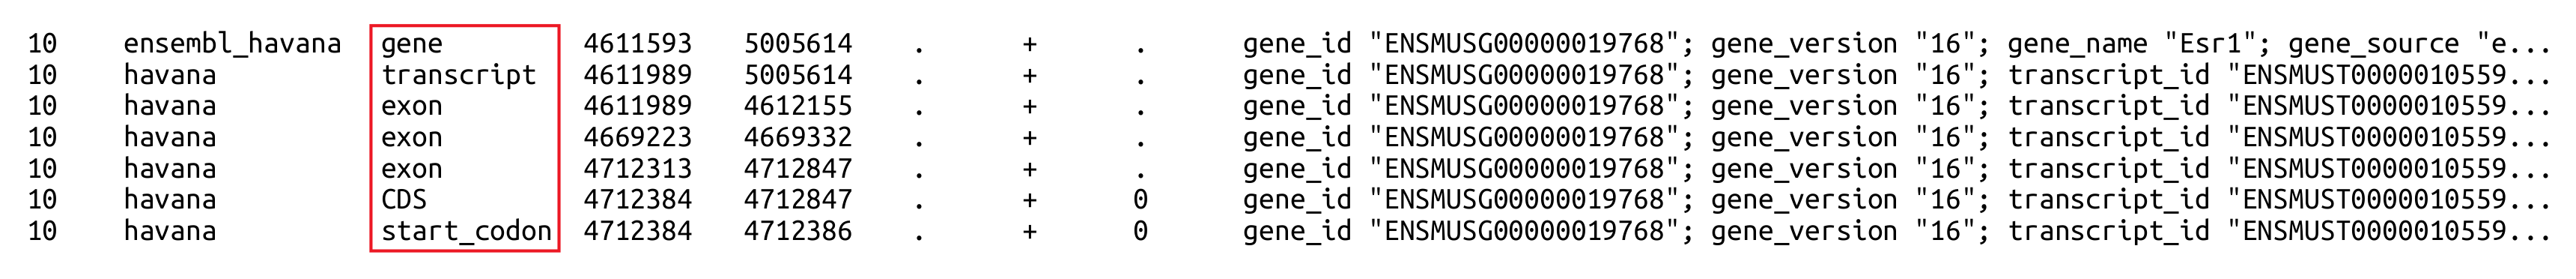 10 ensembl_havana gene 4611593 5005614 . + . gene_id "ENSMUSG00000019768"; gene_version "16"; gene_name "Esr1"; gene_source "e...
10 havana transcript 4611989 5005614 . + . gene_id "ENSMUSG00000019768"; gene_version "16"; transcript_id "ENSMUST0000010559...
10 havana exon 4611989 4612155 . + . gene_id "ENSMUSG00000019768"; gene_version "16"; transcript_id "ENSMUST0000010559...
10 havana exon 4669223 4669332 . + . gene_id "ENSMUSG00000019768"; gene_version "16"; transcript_id "ENSMUST0000010559...
10 havana exon 4712313 4712847 . + . gene_id "ENSMUSG00000019768"; gene_version "16"; transcript_id "ENSMUST0000010559...
10 havana CDS 4712384 4712847 . + 0 gene_id "ENSMUSG00000019768"; gene_version "16"; transcript_id "ENSMUST0000010559...
10 havana start_codon 4712384 4712386 . + 0 gene_id "ENSMUSG00000019768"; gene_version "16"; transcript_id "ENSMUST0000010559...